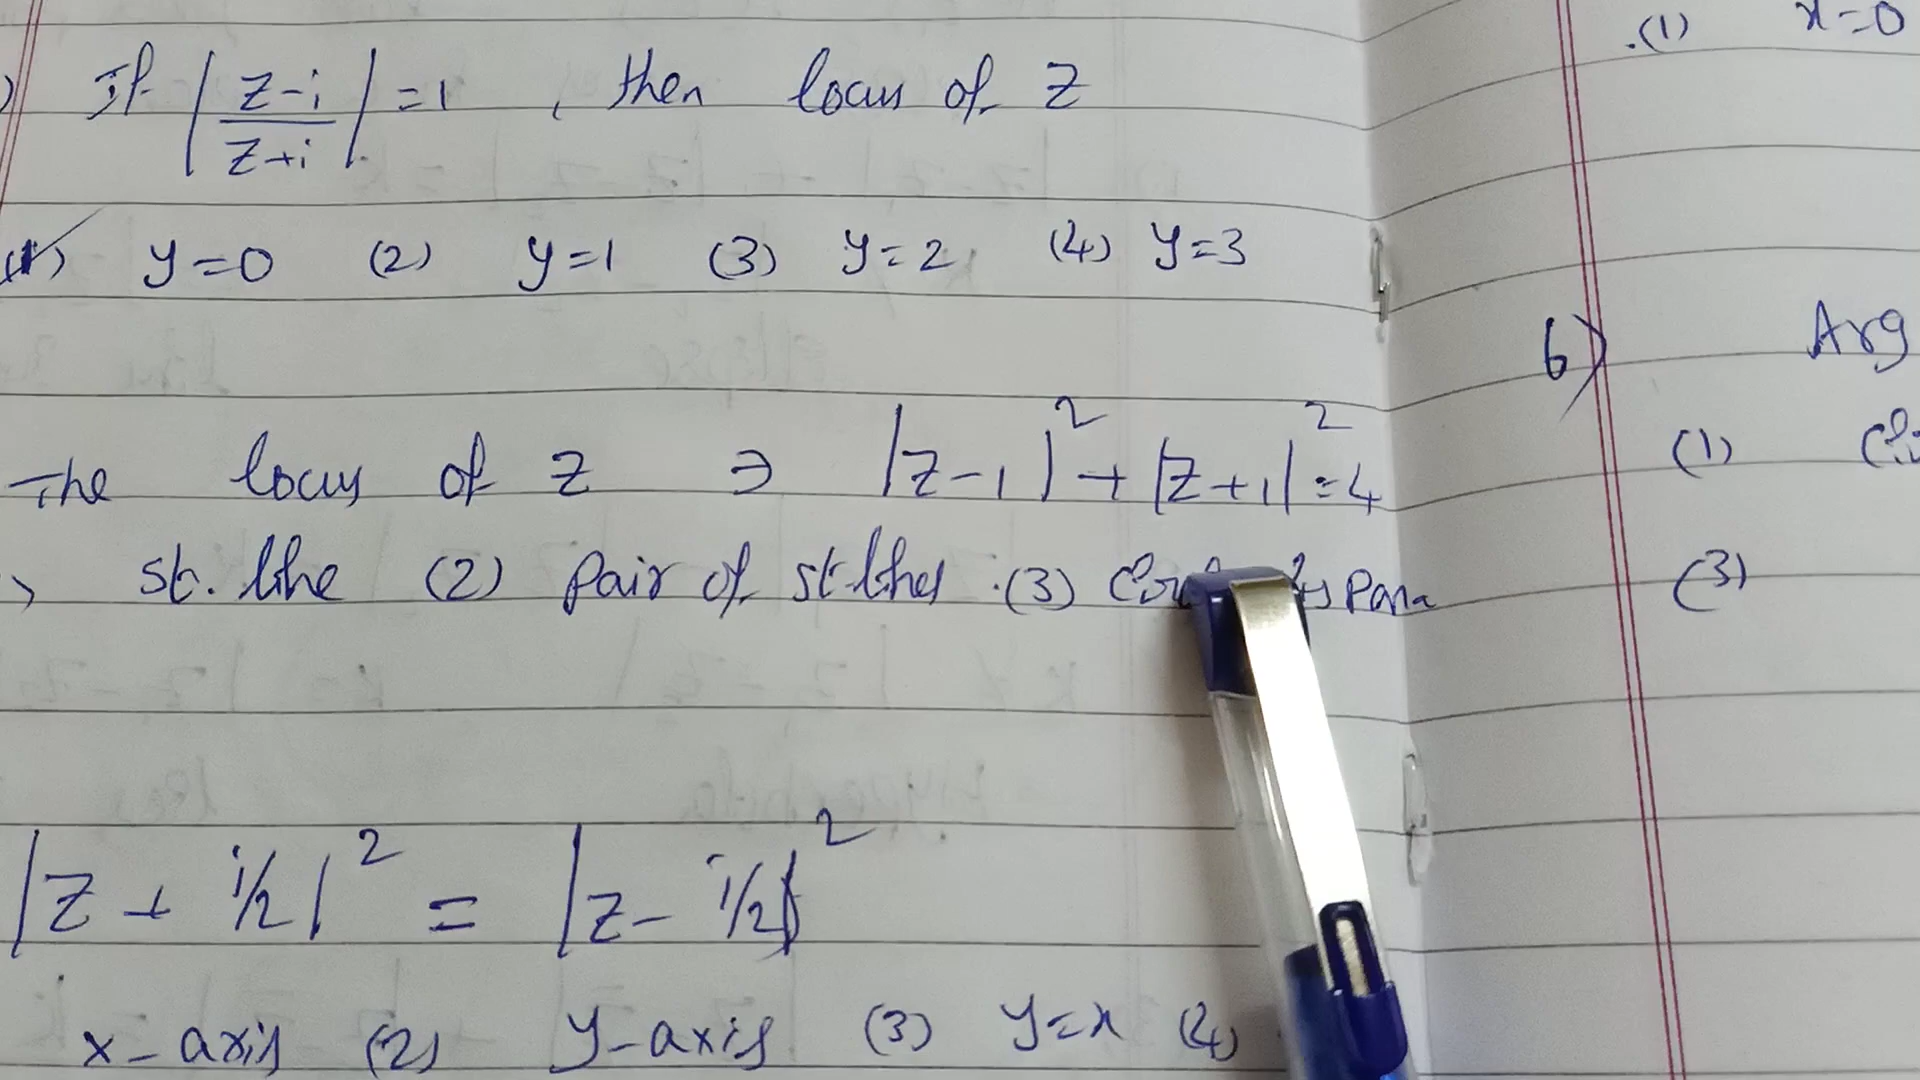 If |z-i/z+i| = 1, then locus of z
(1) y=0 (2) y=1 (3) y=2 (4) y=3
The locus of z ∋ |z-1|² + |z+1|² = 4
st. line (2) pair of st. lines (3) Para
|z + i/2|² = |z - i/2|²
x-axis (2) y-axis (3) y=x (4)
(1) x=0
6) Arg
(1)
(3)